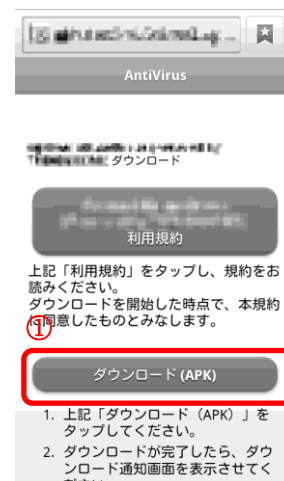 AntiVirus
ダウンロード
利用規約
上記「利用規約」をタップし、規約をお
読みください。
ダウンロードを開始した時点で、本規約
に同意したものとみなします。
①
ダウンロード (APK)
1. 上記「ダウンロード（APK）」を
タップしてください。
2. ダウンロードが完了したら、ダウ
ンロード通知画面を表示させてく
ださい